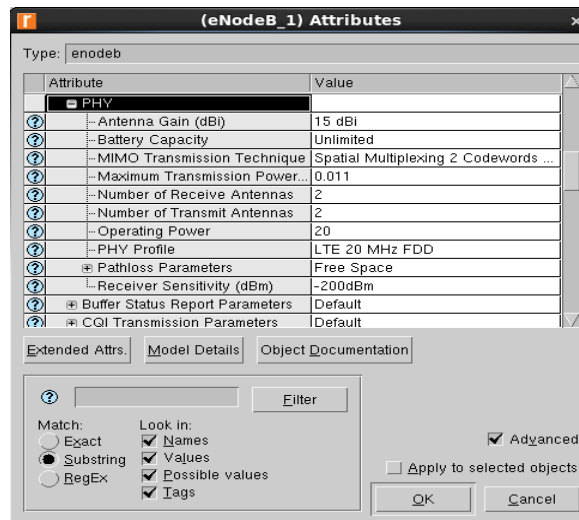 (eNodeB_1) Attributes
Type: enodeb
Attribute Value
PHY
Antenna Gain (dBi) 15 dBi
Battery Capacity Unlimited
MIMO Transmission Technique Spatial Multiplexing 2 Codewords ...
Maximum Transmission Power... 0.011
Number of Receive Antennas 2
Number of Transmit Antennas 2
Operating Power 20
PHY Profile LTE 20 MHz FDD
Pathloss Parameters Free Space
Receiver Sensitivity (dBm) -200dBm
Buffer Status Report Parameters Default
CQI Transmission Parameters Default
Extended Attrs. Model Details Object Documentation
Filter
Match: Look in:
Exact Names
Substring Values
RegEx Possible values
Tags
Advanced
Apply to selected objects
OK Cancel